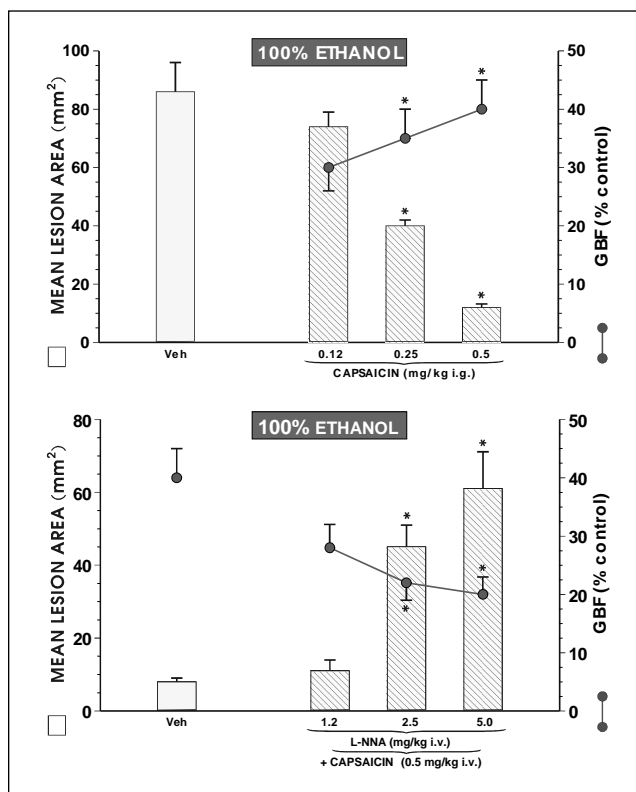 100% ETHANOL
MEAN LESION AREA (mm²)
100
80
60
40
20
0
50
40
30
20
10
0
GBF (% control)
* *
* *
Veh
0.12 0.25 0.5
CAPSAICIN (mg/kg i.g.)
100% ETHANOL
MEAN LESION AREA (mm²)
80
60
40
20
0
50
40
30
20
10
0
GBF (% control)
* *
* *
Veh
1.2 2.5 5.0
L-NNA (mg/kg i.v.)
+ CAPSAICIN (0.5 mg/kg i.v.)